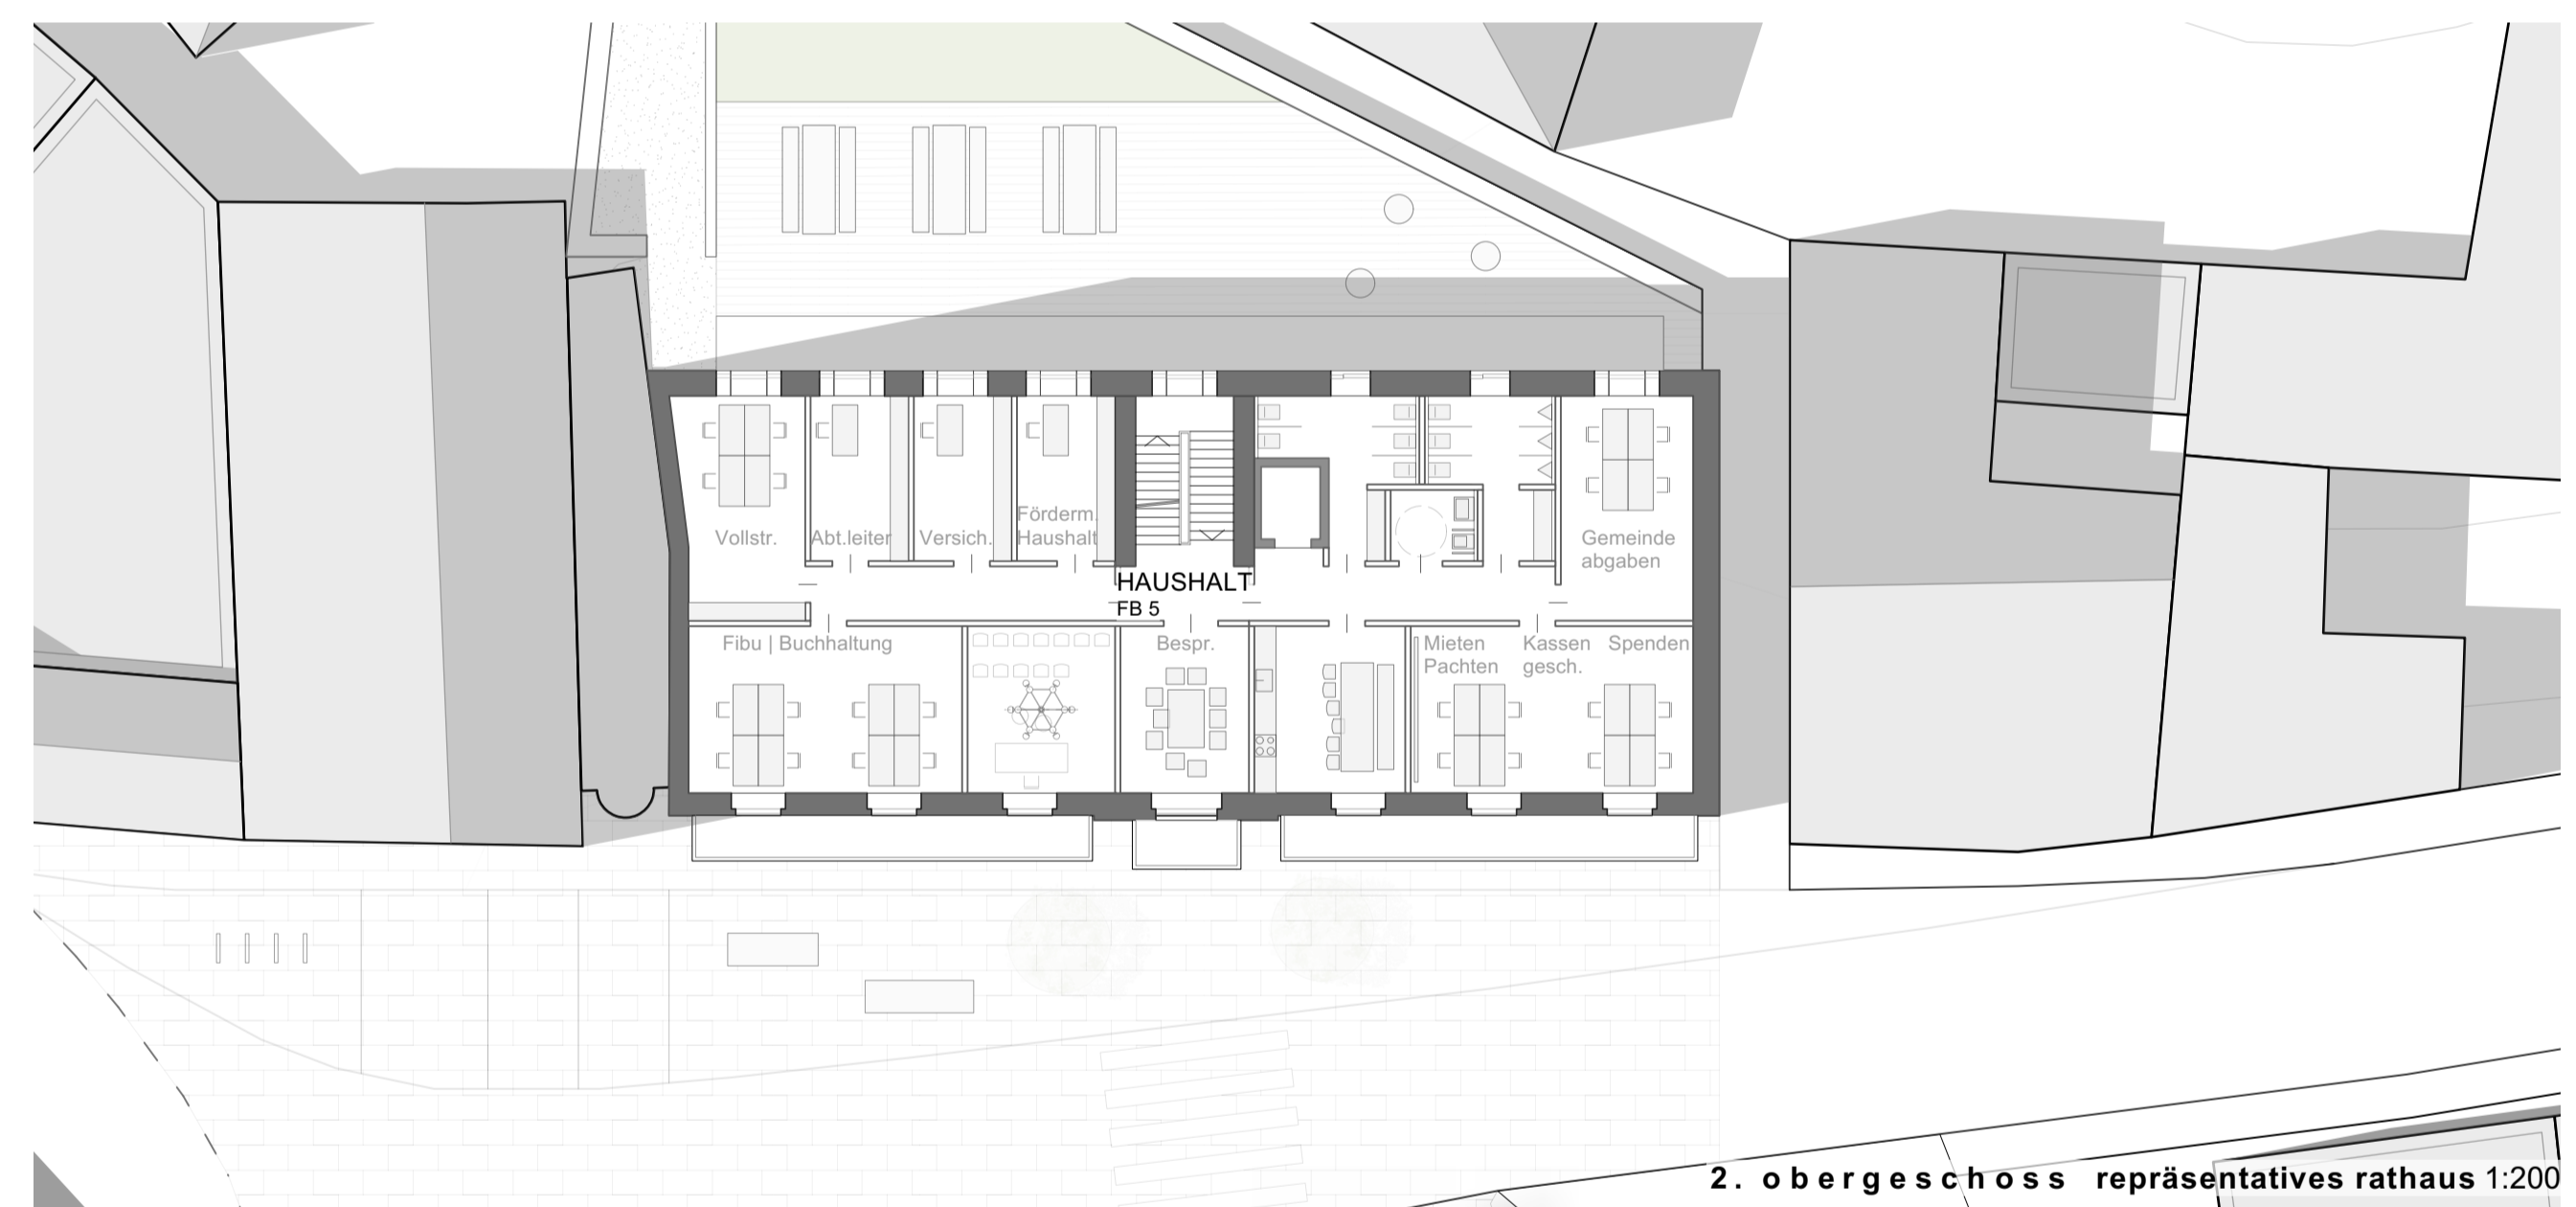 Vollstr.
Abt.leiter
Versich.
Förderm.
Haushalt
Gemeinde
abgaben
HAUSHALT
FB 5
Fibu | Buchhaltung
Bespr.
Mieten
Pachten
Kassen
gesch.
Spenden
2. obergeschoss repräsentatives rathaus 1:200